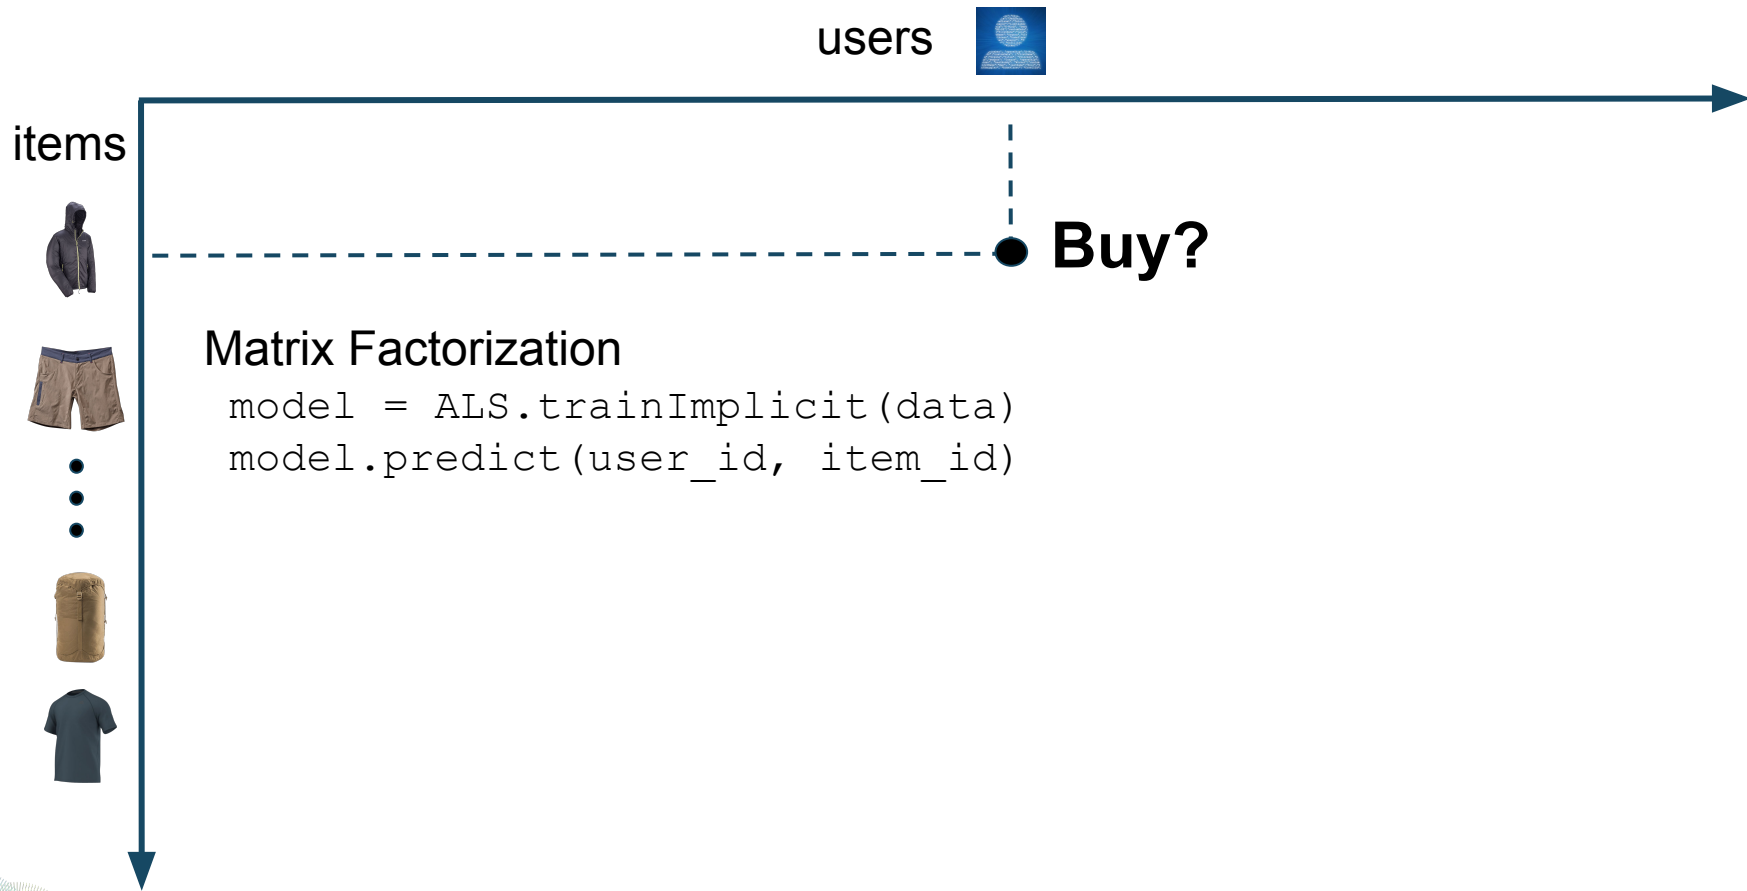 users
items
Buy?
Matrix Factorization
model = ALS.trainImplicit(data)
model.predict(user_id, item_id)